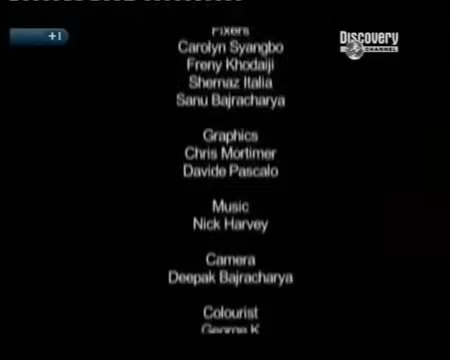 +1
Discovery
CHANNEL
Fixers
Carolyn Syangbo
Freny Khodaiji
Shernaz Italia
Sanu Bajracharya
Graphics
Chris Mortimer
Davide Pascalo
Music
Nick Harvey
Camera
Deepak Bajracharya
Colourist
George K